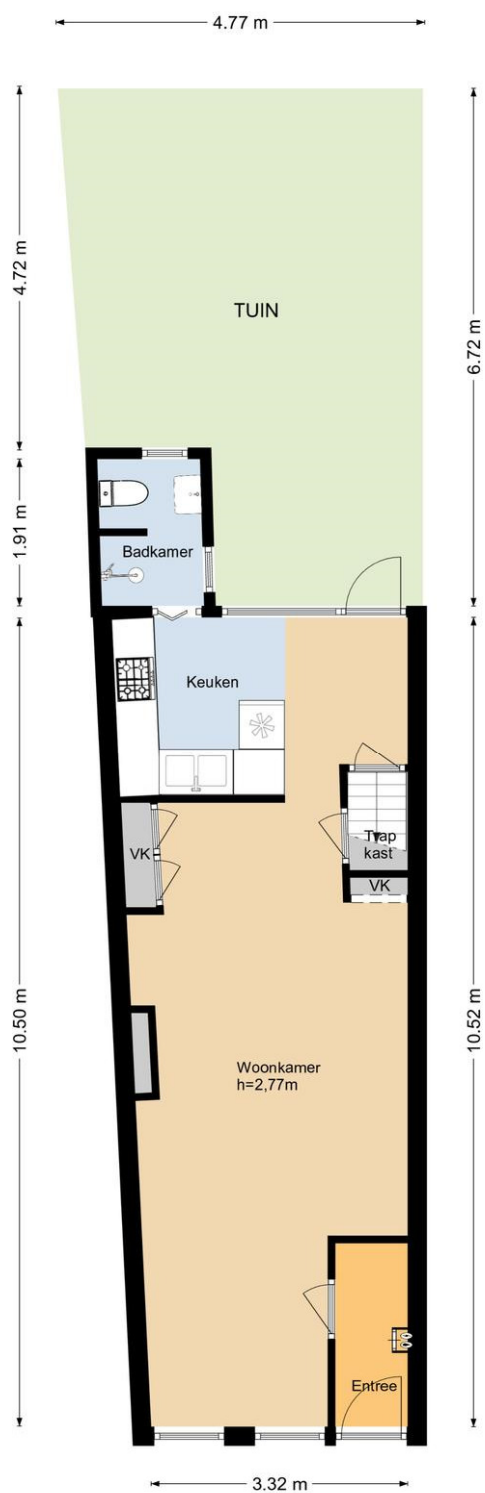 4.77 m
4.72 m
6.72 m
TUIN
1.91 m
Badkamer
Keuken
Trap
kast
VK
VK
10.50 m
10.52 m
Woonkamer
h=2,77m
Entree
3.32 m